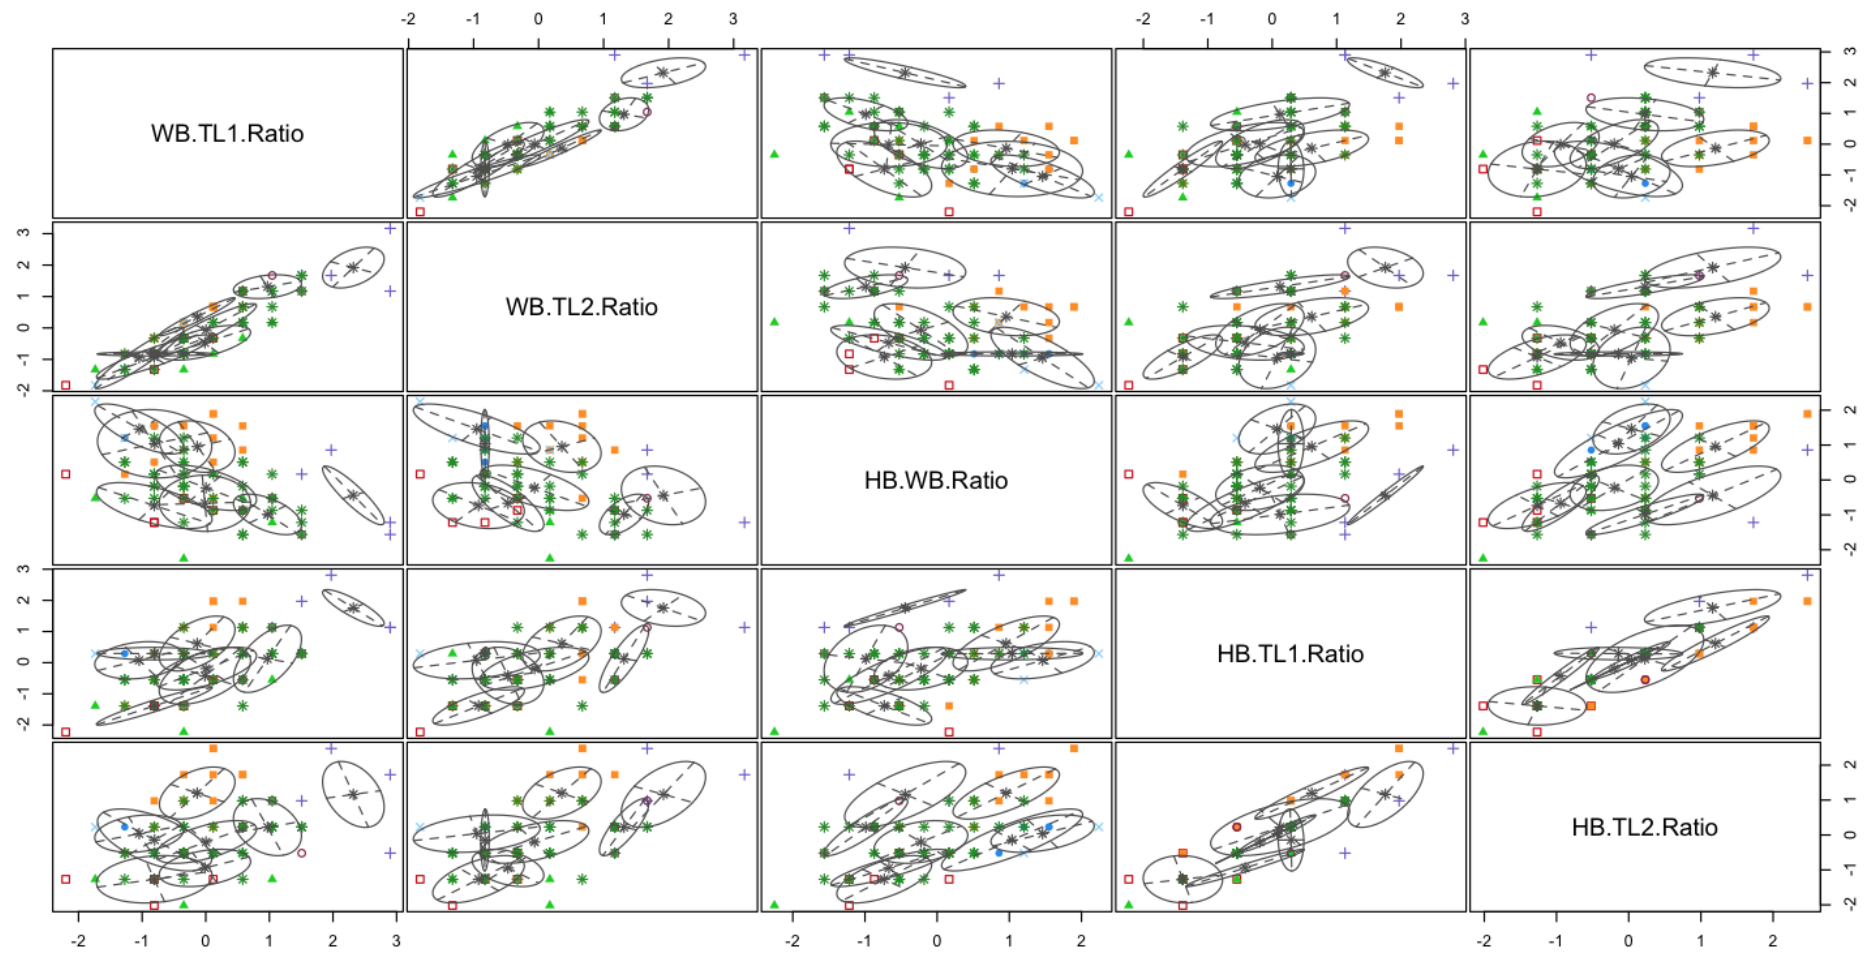 -2 -1 0 1 2 3 -2 -1 0 1 2 3
WB.TL1.Ratio
-2 -1 0 1 2 3
WB.TL2.Ratio
-2 -1 0 1 2 3
HB.WB.Ratio
-2 -1 0 1 2
HB.TL1.Ratio
-2 -1 0 1 2 3
HB.TL2.Ratio
-2 -1 0 1 2
-2 -1 0 1 2 3 -2 -1 0 1 2 -2 -1 0 1 2